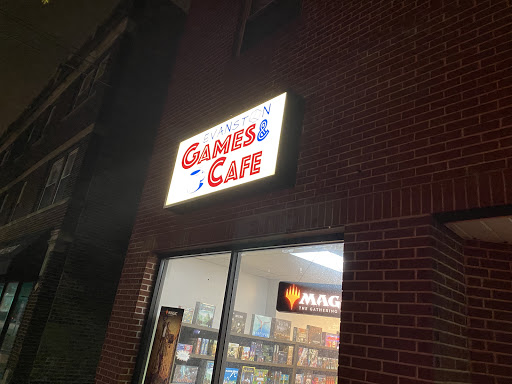 EVANSTON
GAMES &
CAFE
MAG
THE GATHERING